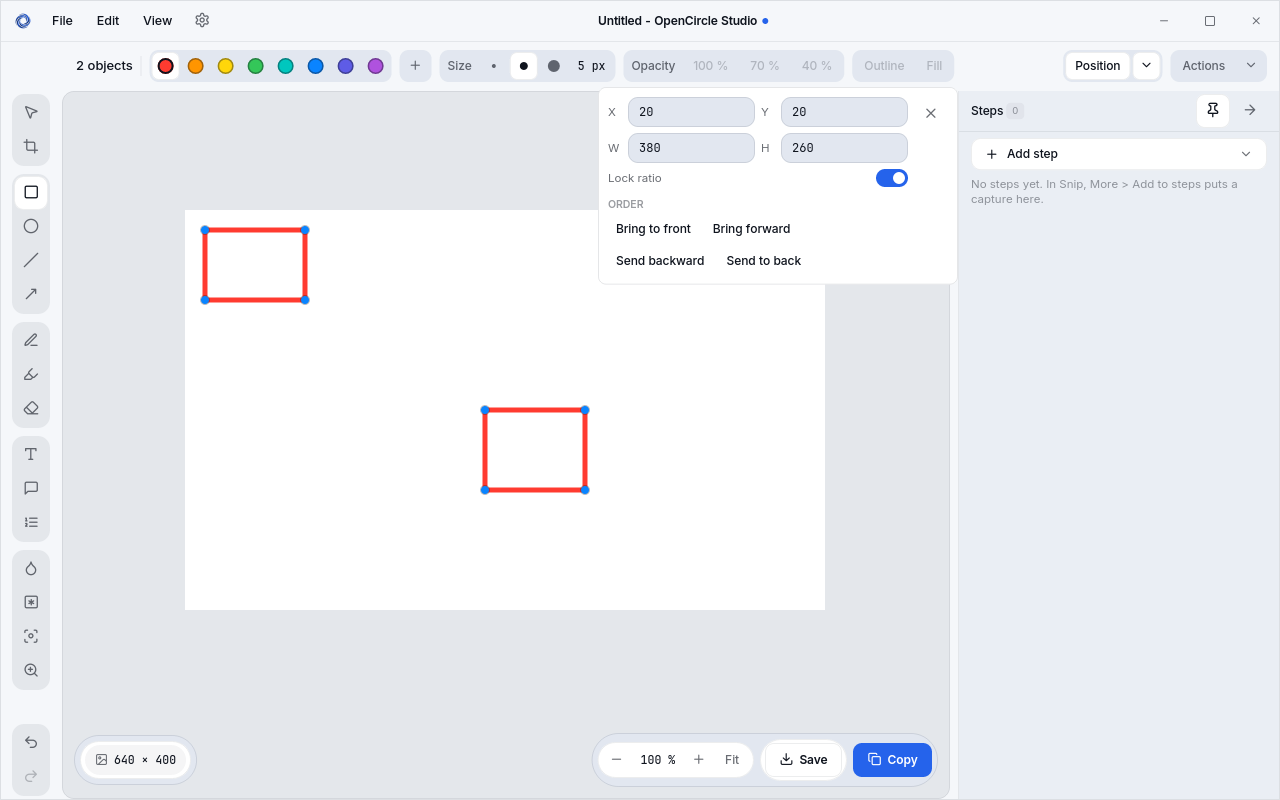 File Edit View
Untitled - OpenCircle Studio
2 objects
Size 5 px
Opacity 100 % 70 % 40 %
Outline Fill
Position
Actions
X 20 Y 20
W 380 H 260
Lock ratio
ORDER
Bring to front Bring forward
Send backward Send to back
Steps 0
Add step
No steps yet. In Snip, More > Add to steps puts a
capture here.
640 × 400
100 % Fit
Save
Copy